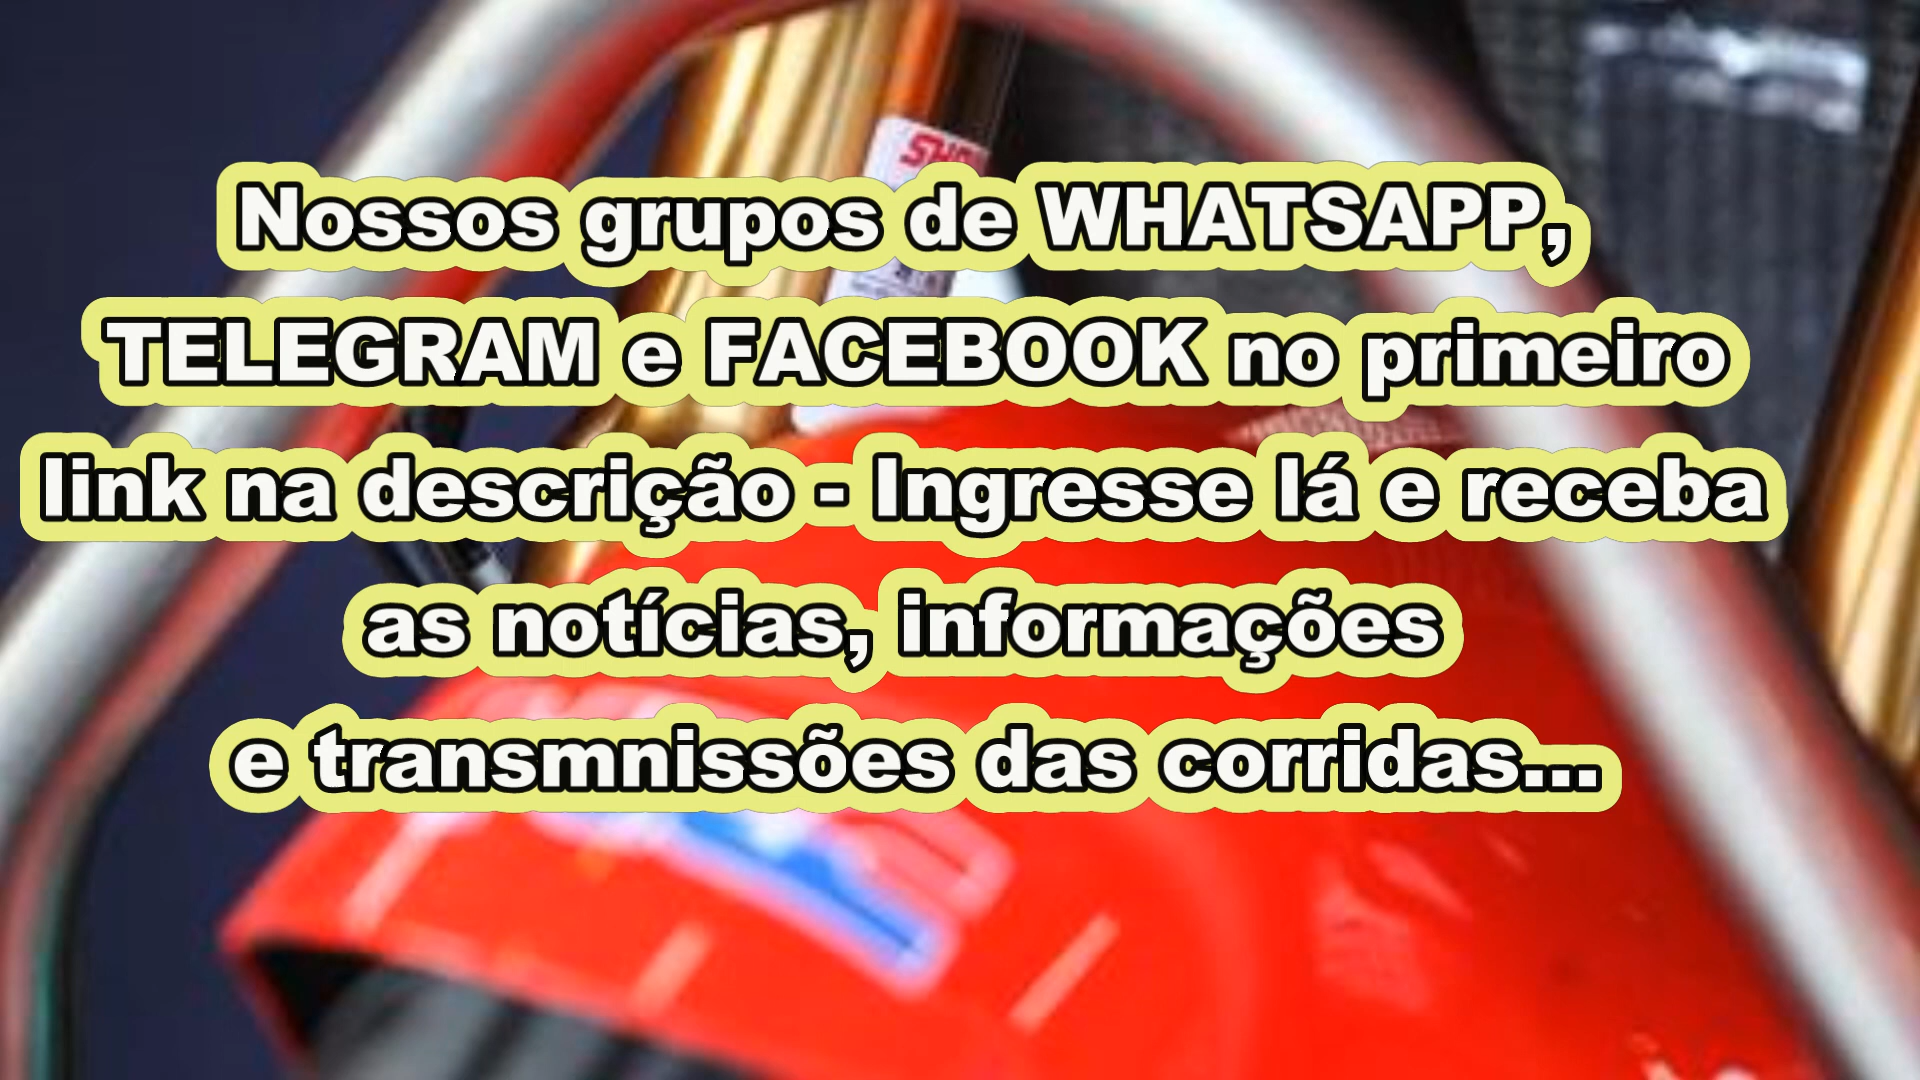 Nossos grupos de WHATSAPP,
TELEGRAM e FACEBOOK no primeiro
link na descrição - Ingresse lá e receba
as notícias, informações
e transmnissões das corridas...